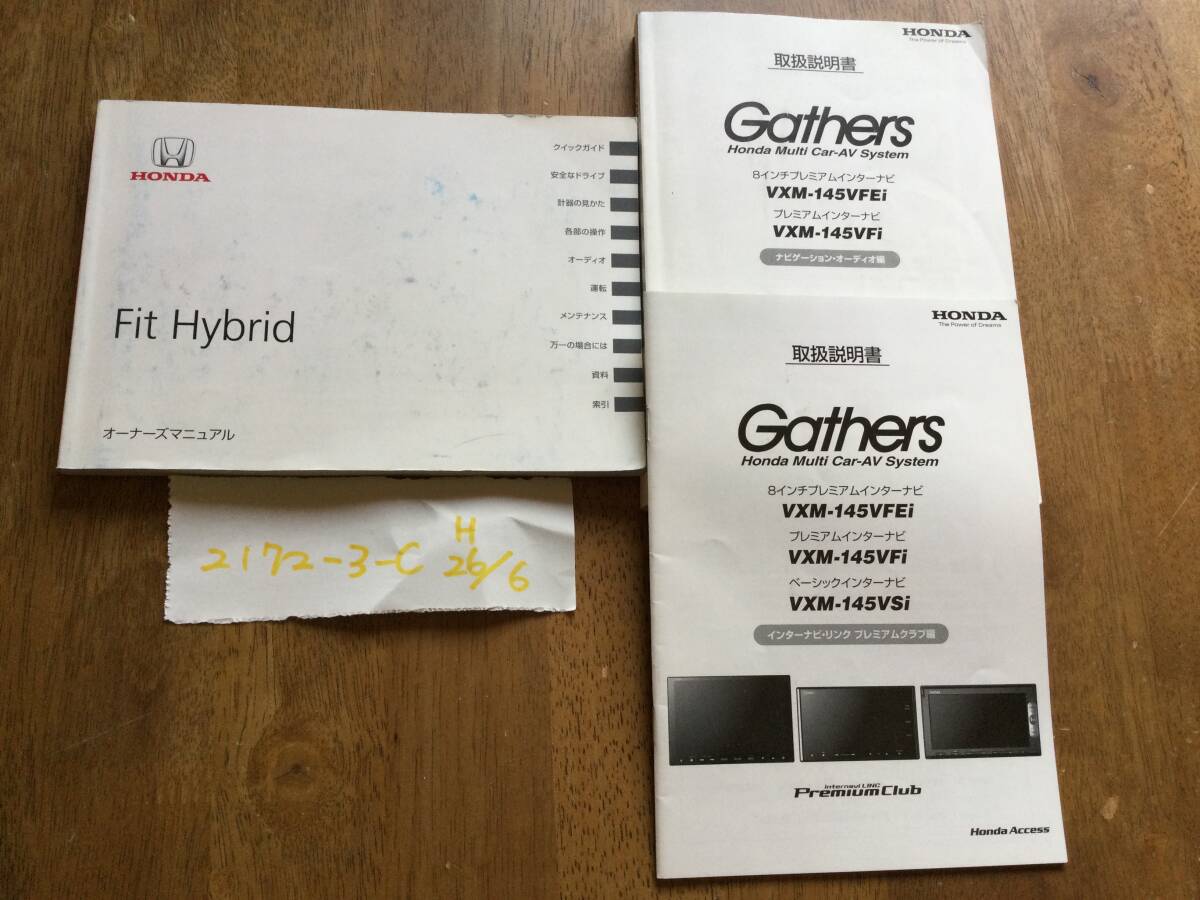 HONDA
クイックガイド
安全なドライブ
計器の見かた
各部の操作
オーディオ
運転
メンテナンス
万一の場合には
資料
索引
Fit Hybrid
オーナーズマニュアル
2172-3-C H 26/6
HONDA
The Power of Dreams
取扱説明書
Gathers
Honda Multi Car-AV System
8インチプレミアムインターナビ
VXM-145VFEi
プレミアムインターナビ
VXM-145VFi
ナビゲーション・オーディオ編
HONDA
The Power of Dreams
取扱説明書
Gathers
Honda Multi Car-AV System
8インチプレミアムインターナビ
VXM-145VFEi
プレミアムインターナビ
VXM-145VFi
ベーシックインターナビ
VXM-145VSi
インターナビ・リンク プレミアムクラブ編
internavi LINC
PremiumClub
Honda Access